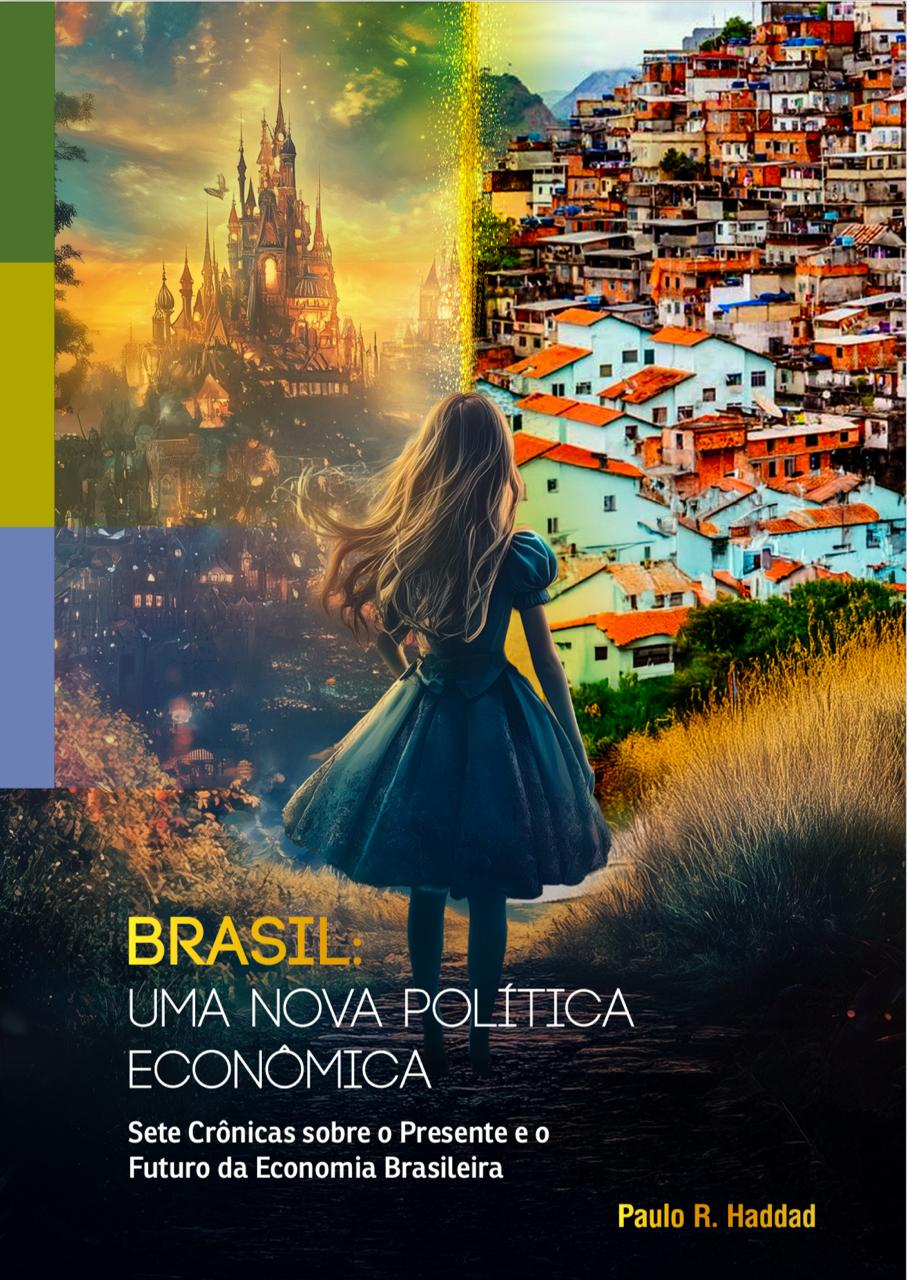 BRASIL:
UMA NOVA POLÍTICA
ECONÔMICA
Sete Crônicas sobre o Presente e o
Futuro da Economia Brasileira
Paulo R. Haddad